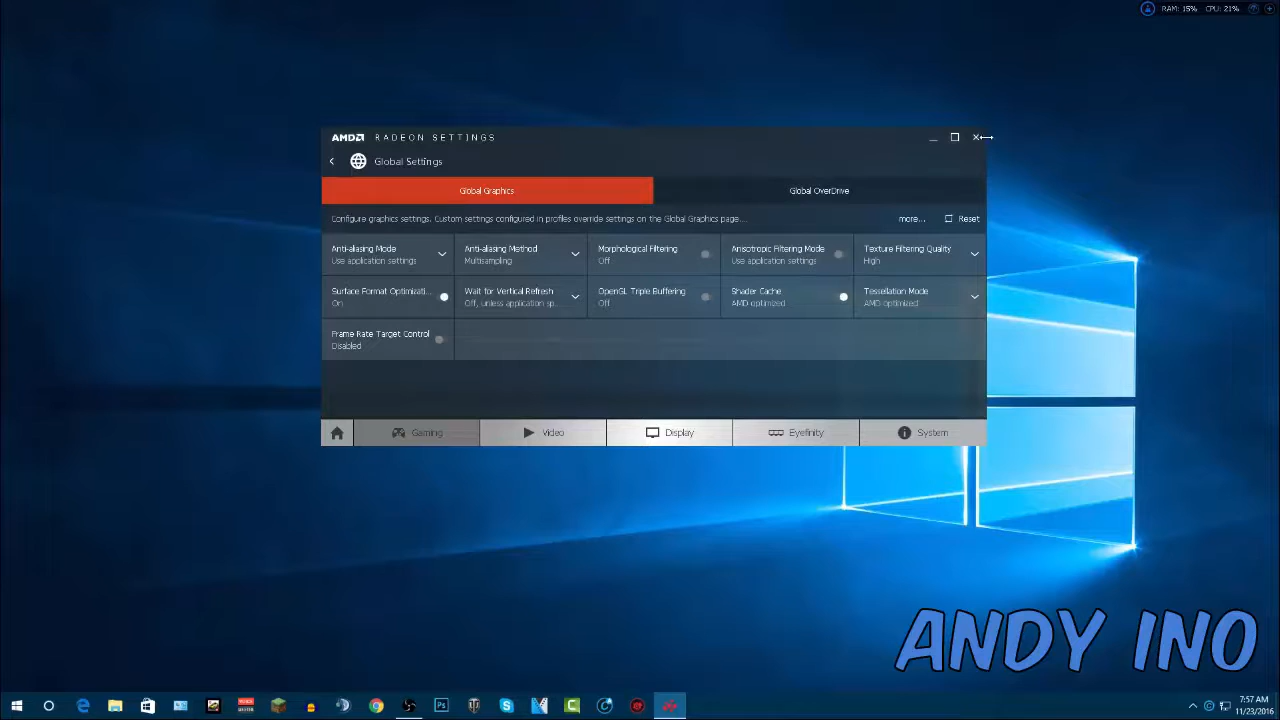 RAM: 15% CPU: 21%
AMD RADEON SETTINGS
Global Settings
Global Graphics
Global OverDrive
Configure graphics settings. Custom settings configured in profiles override settings on the Global Graphics page...
more...
Reset
Anti-aliasing Mode
Use application settings
Anti-aliasing Method
Multisampling
Morphological Filtering
Off
Anisotropic Filtering Mode
Use application settings
Texture Filtering Quality
High
Surface Format Optimizati...
On
Wait for Vertical Refresh
Off, unless application sp...
OpenGL Triple Buffering
Off
Shader Cache
AMD optimized
Tessellation Mode
AMD optimized
Frame Rate Target Control
Disabled
Gaming
Video
Display
Eyefinity
System
ANDY INO
Ps
7:57 AM
11/23/2016